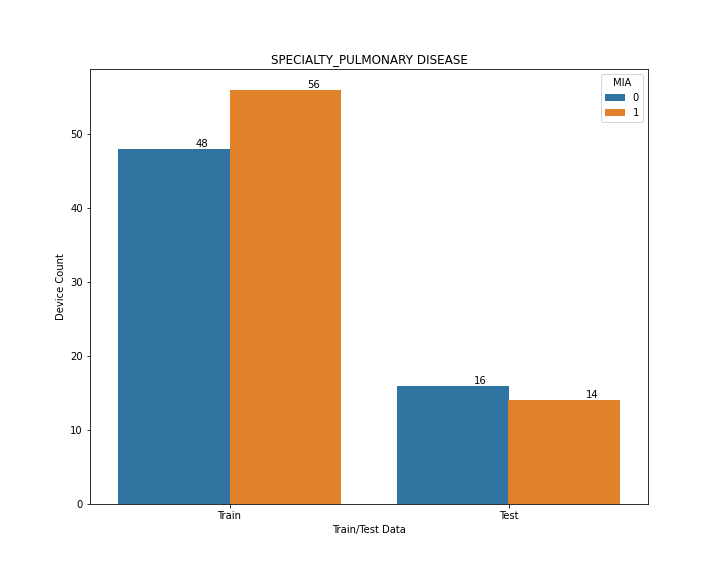 SPECIALTY_PULMONARY DISEASE
MIA
0
1
56
48
16
14
50
40
30
20
10
0
Device Count
Train
Test
Train/Test Data